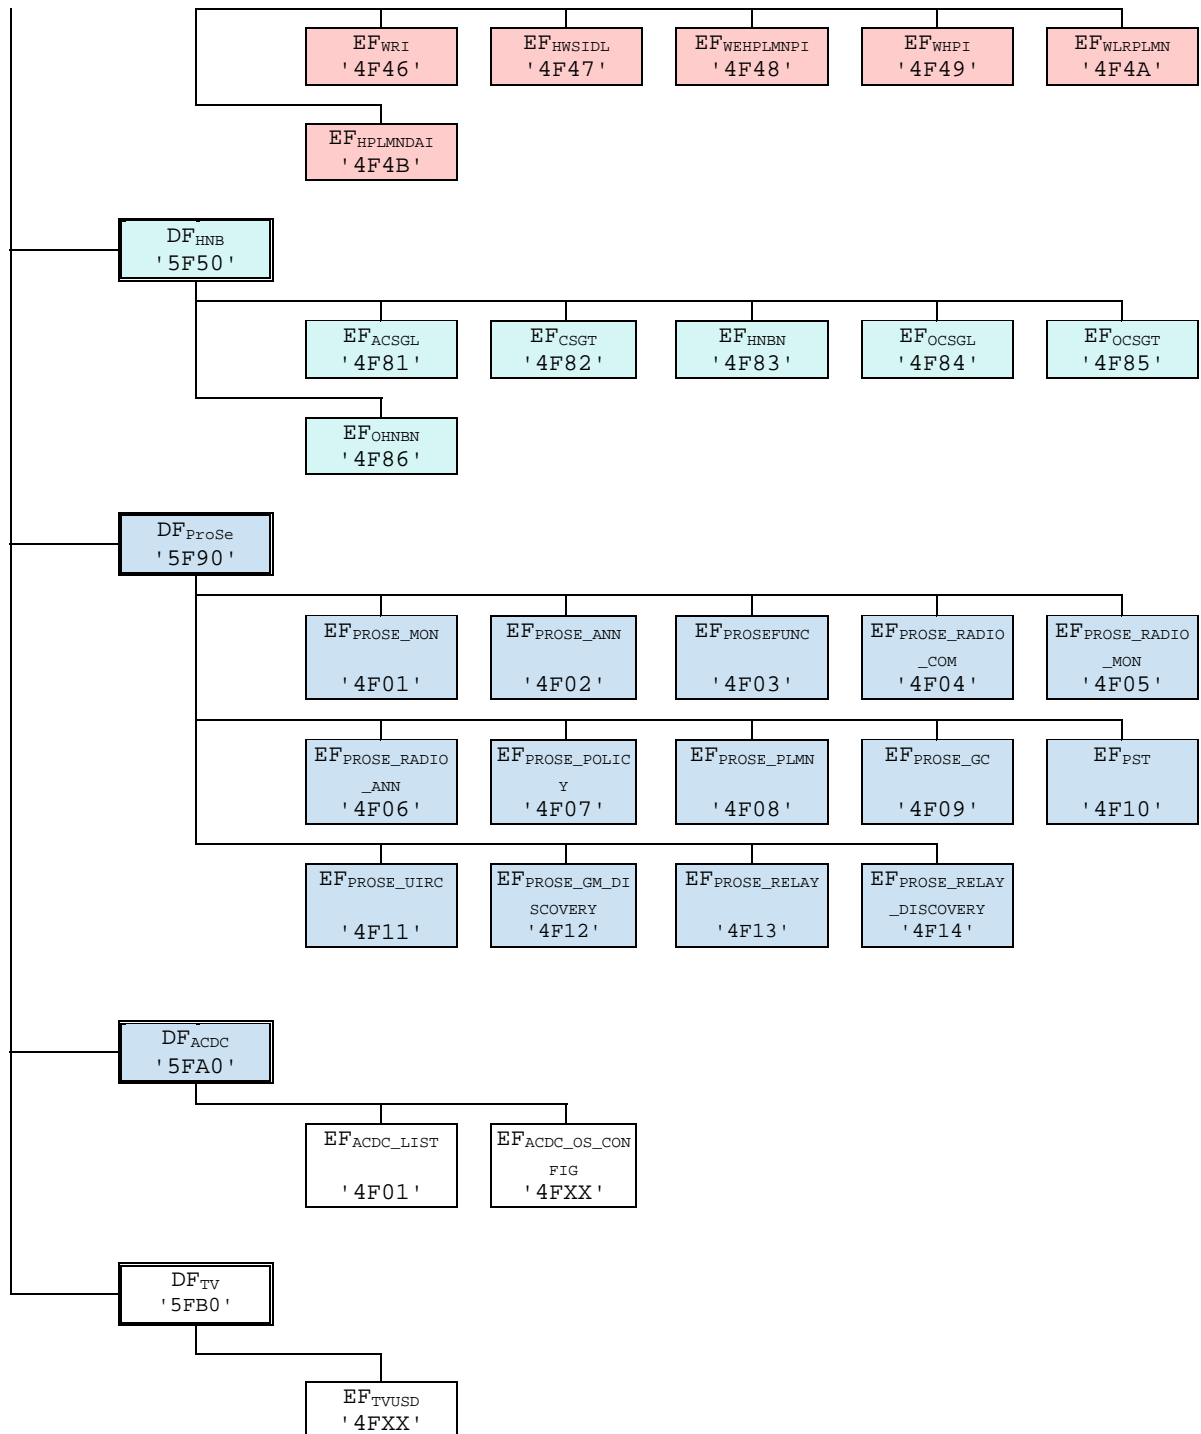 EFWRI EFHWSIDL EFWEHPLMNPI EFWHPI EFWLRPLMN
'4F46' '4F47' '4F48' '4F49' '4F4A'
EFHPLMNDAI
'4F4B'
DFHNB
'5F50'
EFACSGL EFCSGT EFHNBN EFOCSGL EFOCSGT
'4F81' '4F82' '4F83' '4F84' '4F85'
EFOHNBN
'4F86'
DFProSe
'5F90'
EFPROSE_MON EFPROSE_ANN EFPROSEFUNC EFPROSE_RADIO EFPROSE_RADIO
_COM _MON
'4F01' '4F02' '4F03' '4F04' '4F05'
EFPROSE_RADIO EFPROSE_POLIC EFPROSE_PLMN EFPROSE_GC EFPST
_ANN Y
'4F06' '4F07' '4F08' '4F09' '4F10'
EFPROSE_UIRC EFPROSE_GM_DI EFPROSE_RELAY EFPROSE_RELAY
SCOVERY _DISCOVERY
'4F11' '4F12' '4F13' '4F14'
DFACDC
'5FA0'
EFACDC_LIST EFACDC_OS_CON
FIG
'4F01' '4FXX'
DFTV
'5FB0'
EFTVUSD
'4FXX'